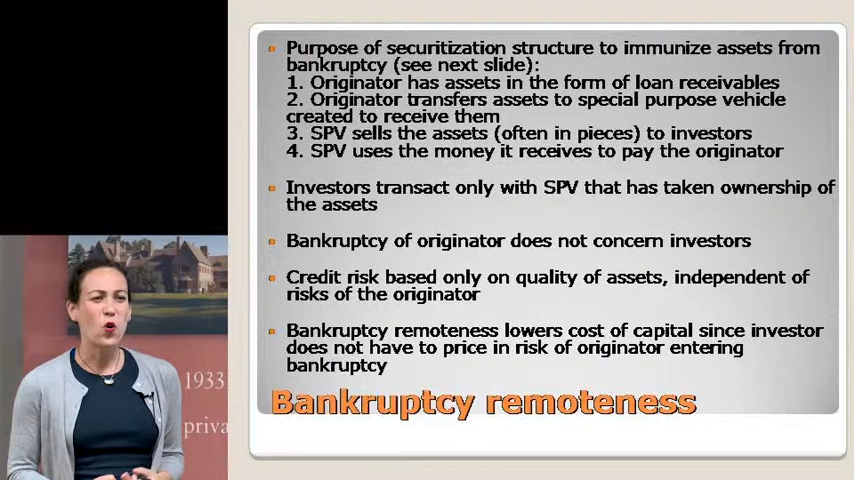 Purpose of securitization structure to immunize assets from
bankruptcy (see next slide):
1. Originator has assets in the form of loan receivables
2. Originator transfers assets to special purpose vehicle
created to receive them
3. SPV sells the assets (often in pieces) to investors
4. SPV uses the money it receives to pay the originator
Investors transact only with SPV that has taken ownership of
the assets
Bankruptcy of originator does not concern investors
Credit risk based only on quality of assets, independent of
risks of the originator
Bankruptcy remoteness lowers cost of capital since investor
does not have to price in risk of originator entering
bankruptcy
Bankruptcy remoteness
1933
priva